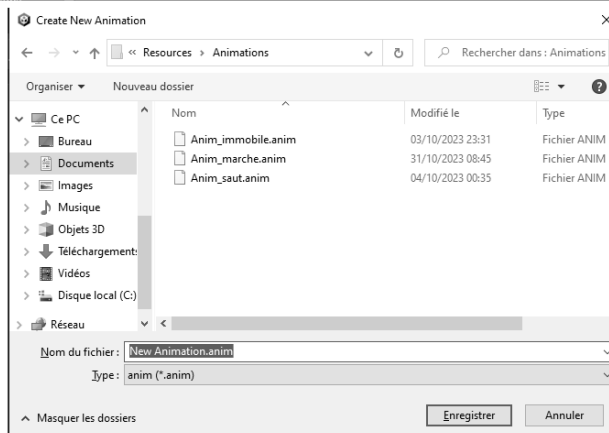 Create New Animation
« Resources > Animations
Rechercher dans : Animations
Organiser
Nouveau dossier
Nom
Modifié le
Type
Ce PC
Bureau
Documents
Images
Musique
Objets 3D
Téléchargements
Vidéos
Disque local (C:)
Réseau
Anim_immobile.anim
03/10/2023 23:31
Fichier ANIM
Anim_marche.anim
31/10/2023 08:45
Fichier ANIM
Anim_saut.anim
04/10/2023 00:35
Fichier ANIM
Nom du fichier :
New Animation.anim
Type :
anim (*.anim)
Masquer les dossiers
Enregistrer
Annuler